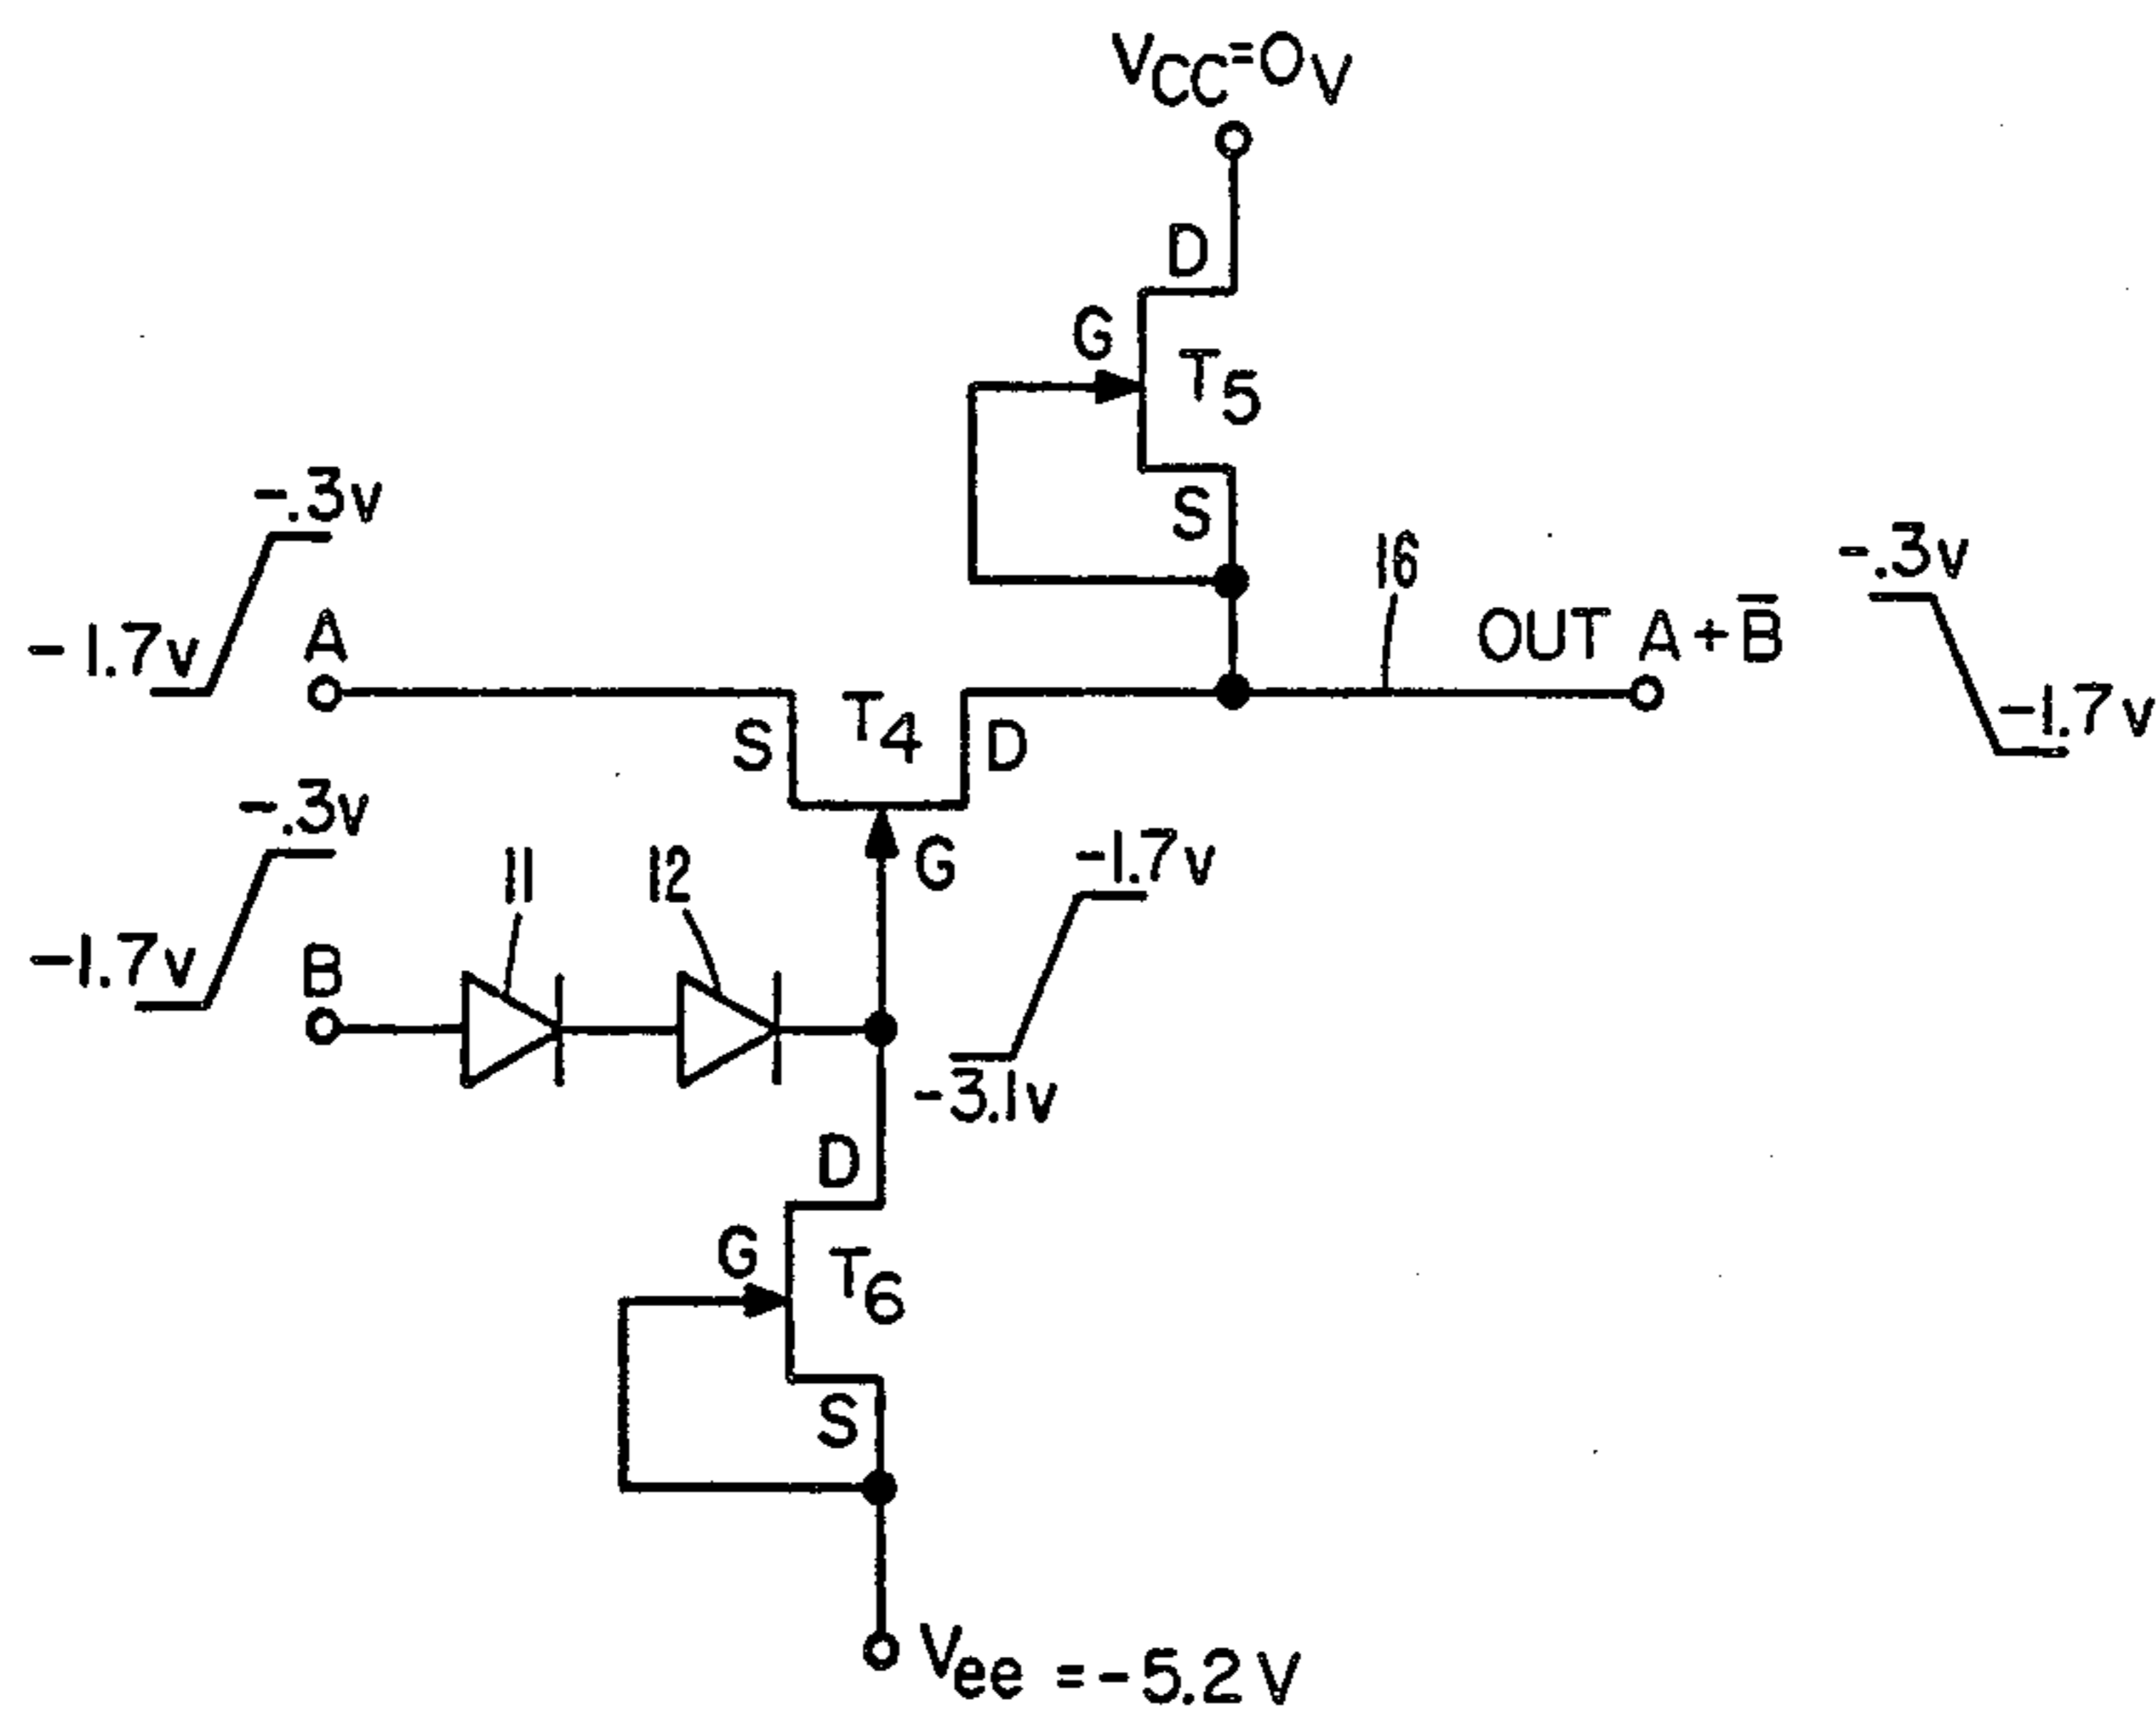 VCC=0V
D
G
T5
S
-.3v
-1.7v
A
16
-.3v
OUT A+B̅
-1.7v
S
T4
D
-.3v
-1.7v
B
11
12
G
-1.7v
-3.1v
D
G
T6
S
Vee =-5.2V